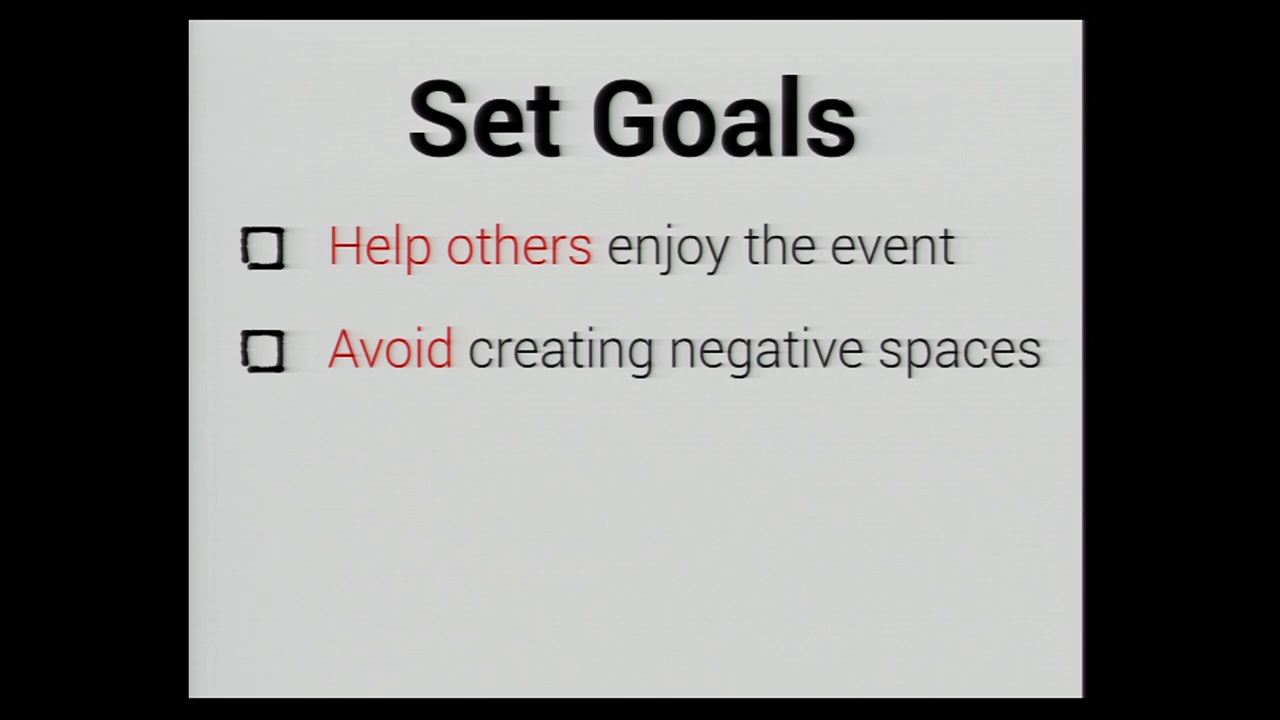 Set Goals
Help others enjoy the event
Avoid creating negative spaces